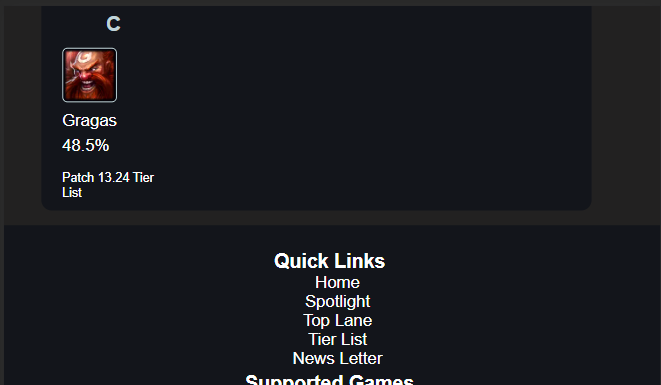 C
Gragas
48.5%
Patch 13.24 Tier
List
Quick Links
Home
Spotlight
Top Lane
Tier List
News Letter
Supported Games